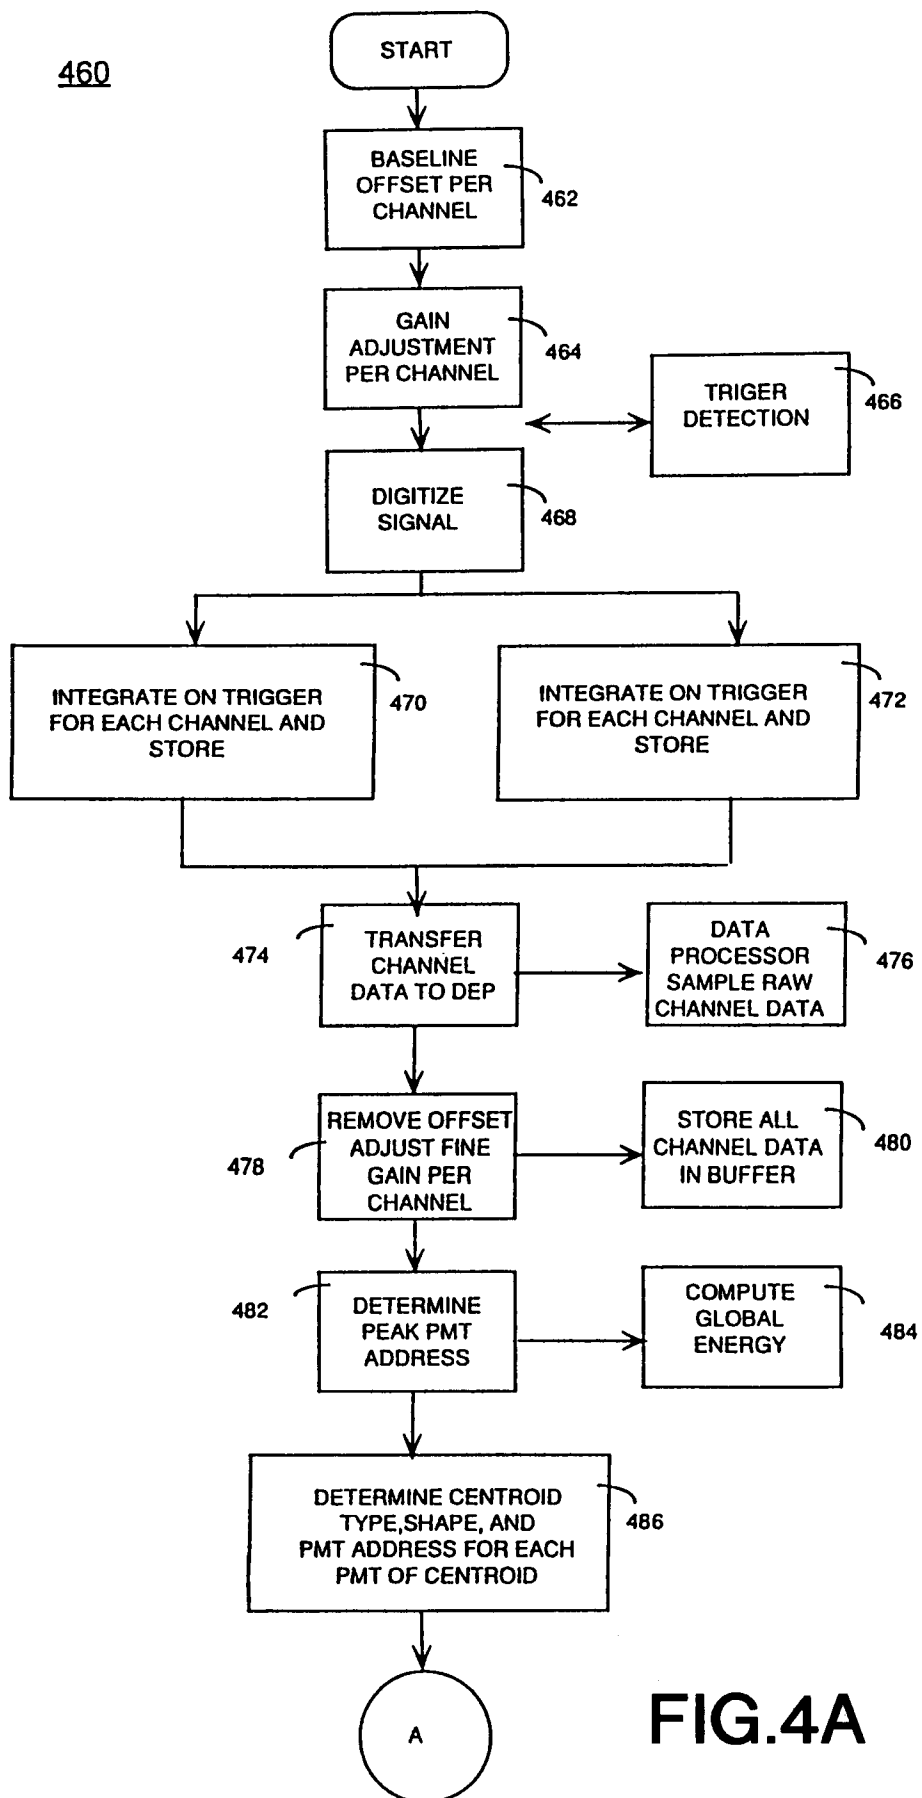 START
460
BASELINE
OFFSET PER
CHANNEL
462
GAIN
ADJUSTMENT
PER CHANNEL
464
TRIGER
DETECTION
466
DIGITIZE
SIGNAL
468
INTEGRATE ON TRIGGER
FOR EACH CHANNEL AND
STORE
470
INTEGRATE ON TRIGGER
FOR EACH CHANNEL AND
STORE
472
474
TRANSFER
CHANNEL
DATA TO DEP
DATA
PROCESSOR
SAMPLE RAW
CHANNEL DATA
476
478
REMOVE OFFSET
ADJUST FINE
GAIN PER
CHANNEL
STORE ALL
CHANNEL DATA
IN BUFFER
480
482
DETERMINE
PEAK PMT
ADDRESS
COMPUTE
GLOBAL
ENERGY
484
DETERMINE CENTROID
TYPE,SHAPE, AND
PMT ADDRESS FOR EACH
PMT OF CENTROID
486
A
FIG.4A